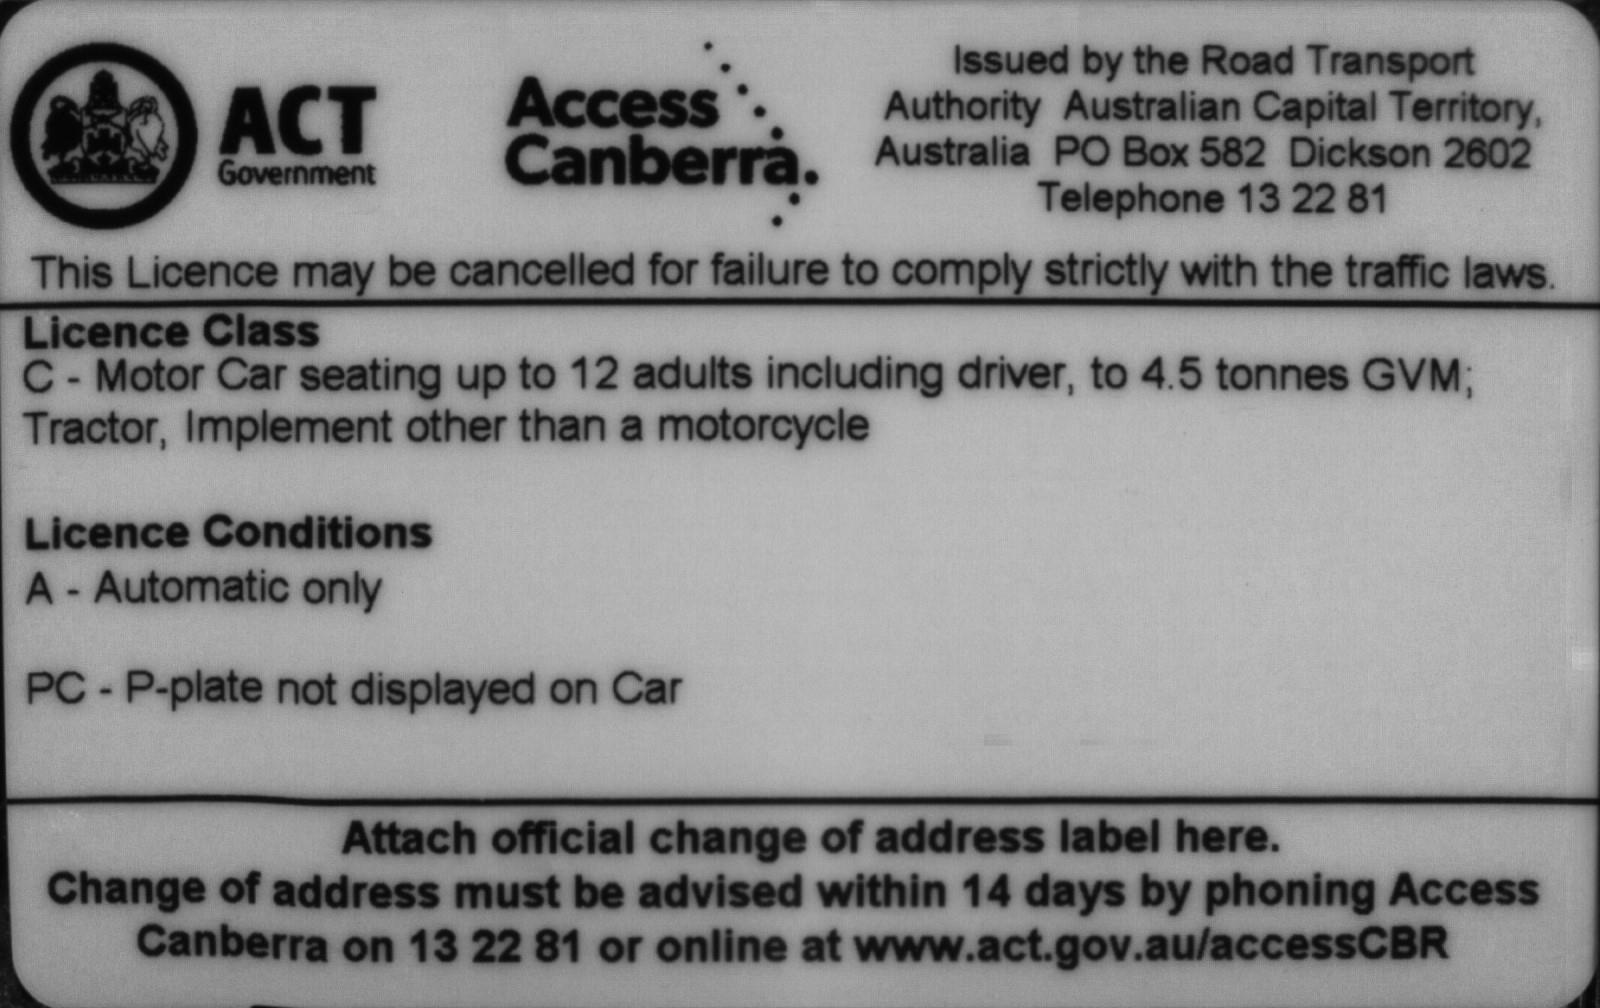 ACT
Government
Access
Canberra.
Issued by the Road Transport
Authority Australian Capital Territory,
Australia PO Box 582 Dickson 2602
Telephone 13 22 81
This Licence may be cancelled for failure to comply strictly with the traffic laws.
Licence Class
C - Motor Car seating up to 12 adults including driver, to 4.5 tonnes GVM;
Tractor, Implement other than a motorcycle
Licence Conditions
A - Automatic only
PC - P-plate not displayed on Car
Attach official change of address label here.
Change of address must be advised within 14 days by phoning Access
Canberra on 13 22 81 or online at www.act.gov.au/accessCBR